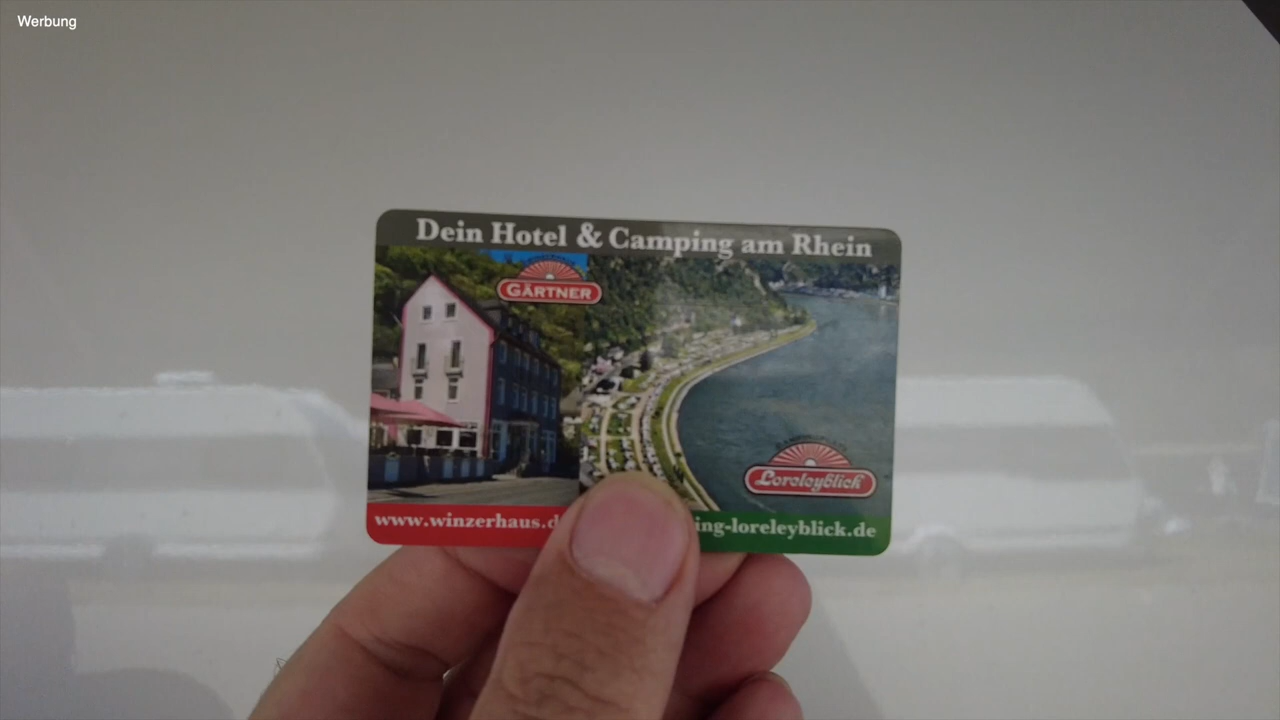 Werbung
Dein Hotel & Camping am Rhein
GÄRTNER
Loreleyblick
www.winzerhaus.d
ing-loreleyblick.de